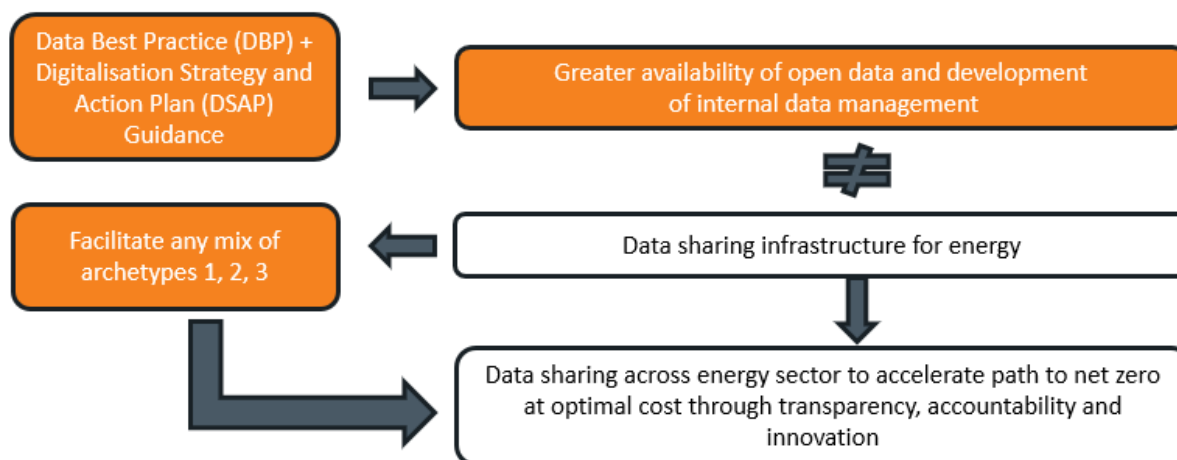 Data Best Practice (DBP) +
Digitalisation Strategy and
Action Plan (DSAP)
Guidance
Greater availability of open data and development
of internal data management
≠
Facilitate any mix of
archetypes 1, 2, 3
Data sharing infrastructure for energy
Data sharing across energy sector to accelerate path to net zero
at optimal cost through transparency, accountability and
innovation